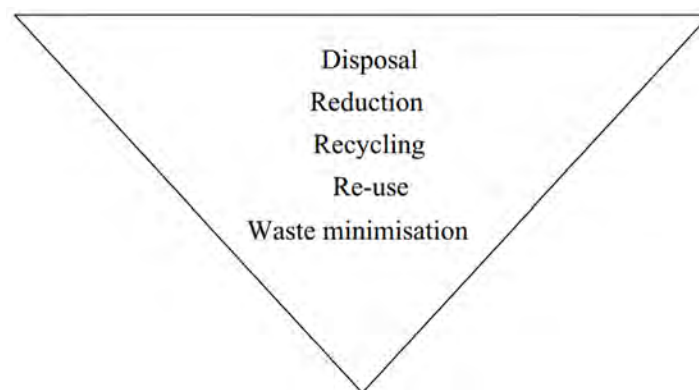 Disposal
Reduction
Recycling
Re-use
Waste minimisation